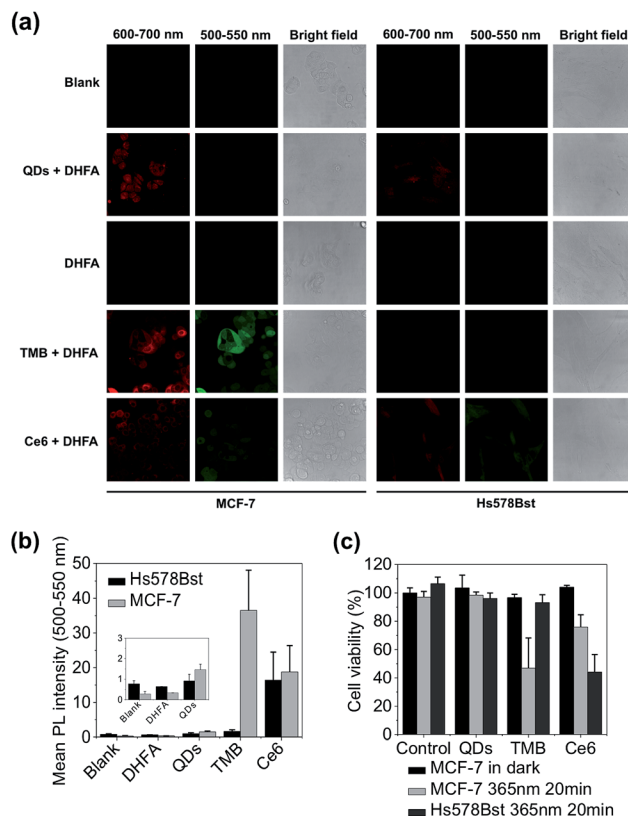 (a)
600-700 nm 500-550 nm Bright field 600-700 nm 500-550 nm Bright field
Blank
QDs + DHFA
DHFA
TMB + DHFA
Ce6 + DHFA
MCF-7 Hs578Bst
(b)
Mean PL intensity (500-550 nm)
50
40
30
20
10
0
Hs578Bst
MCF-7
3
2
1
0
Blank DHFA QDs
Blank DHFA QDs TMB Ce6
(c)
Cell viability (%)
120
100
80
60
40
20
0
Control QDs TMB Ce6
MCF-7 in dark
MCF-7 365nm 20min
Hs578Bst 365nm 20min